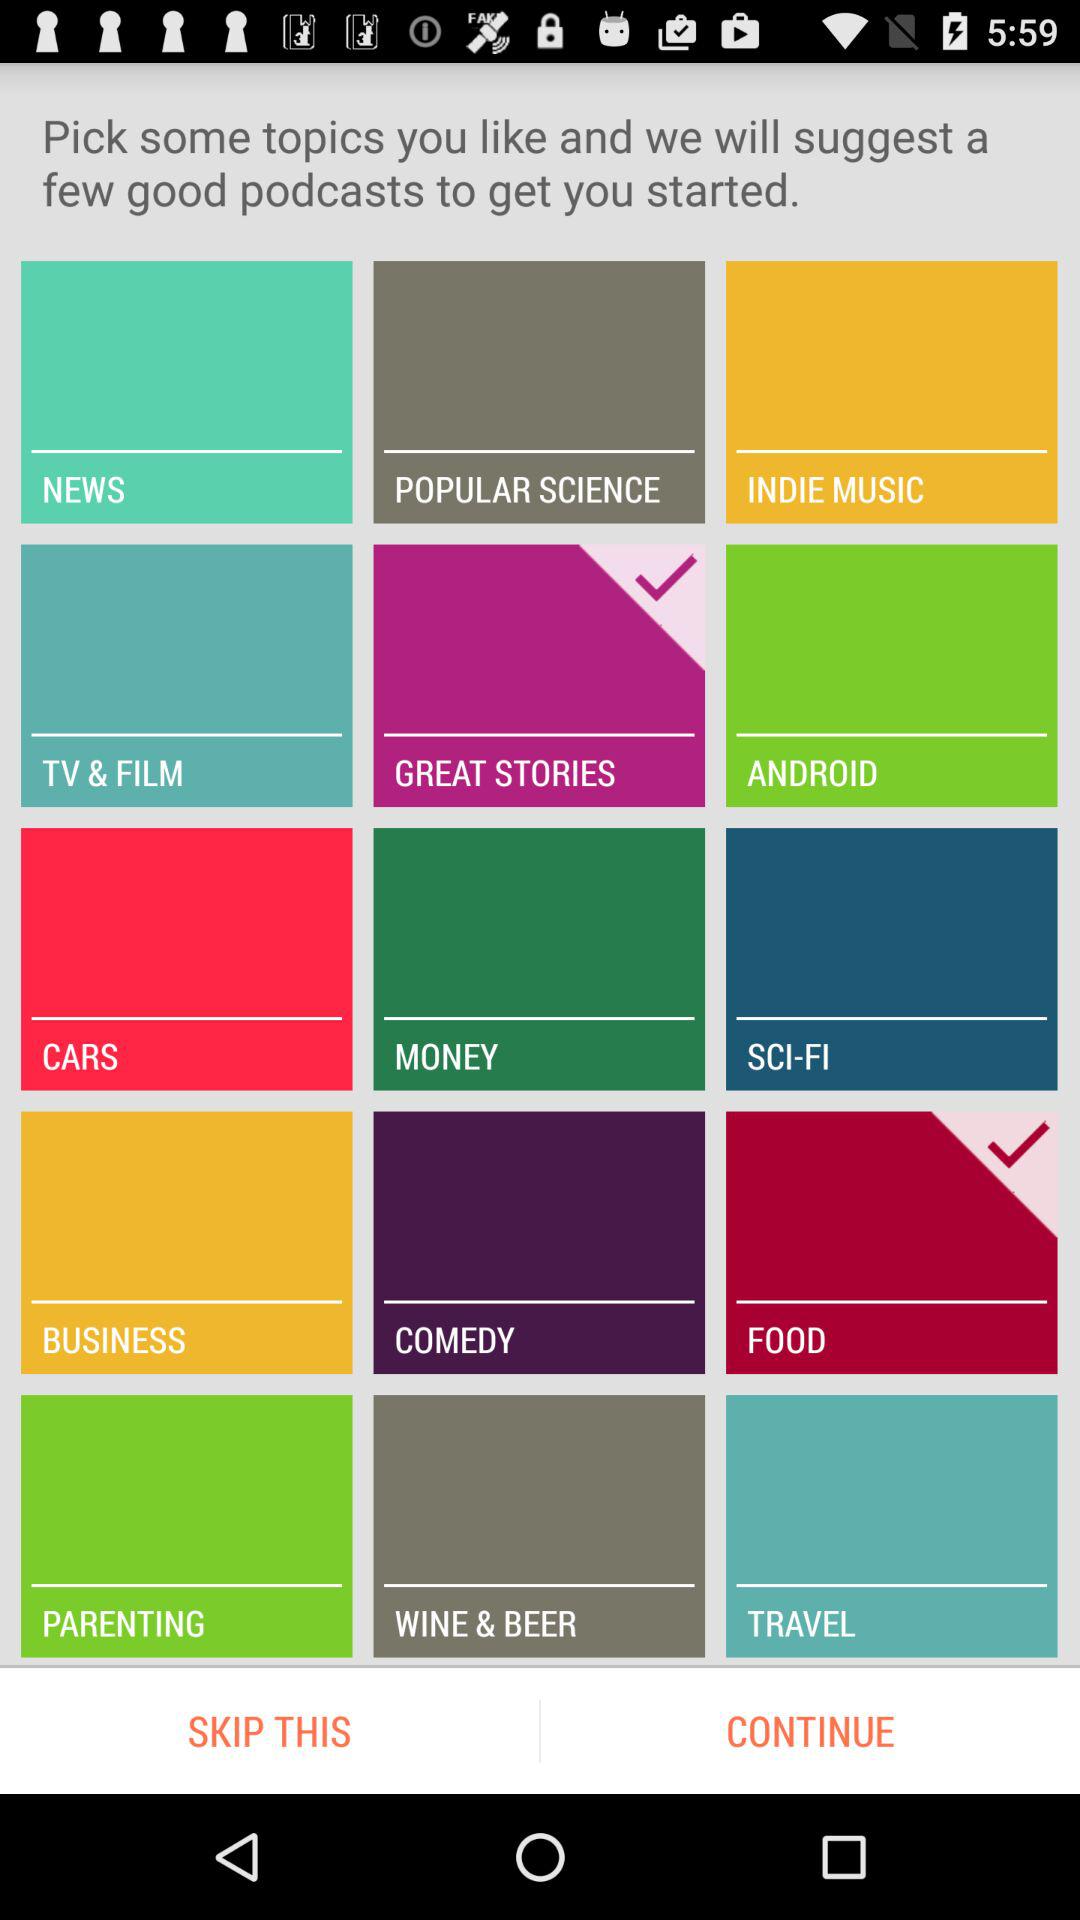 FAKE
5:59
Pick some topics you like and we will suggest a
few good podcasts to get you started.
NEWS
POPULAR SCIENCE
INDIE MUSIC
TV & FILM
GREAT STORIES
ANDROID
CARS
MONEY
SCI-FI
BUSINESS
COMEDY
FOOD
PARENTING
WINE & BEER
TRAVEL
SKIP THIS
CONTINUE